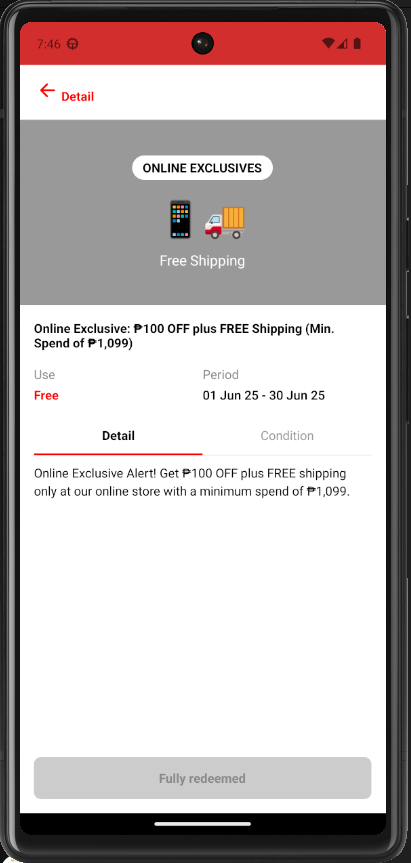 7:46
Detail
ONLINE EXCLUSIVES
Free Shipping
Online Exclusive: ₱100 OFF plus FREE Shipping (Min.
Spend of ₱1,099)
Use
Period
Free
01 Jun 25 - 30 Jun 25
Detail
Condition
Online Exclusive Alert! Get ₱100 OFF plus FREE shipping
only at our online store with a minimum spend of ₱1,099.
Fully redeemed